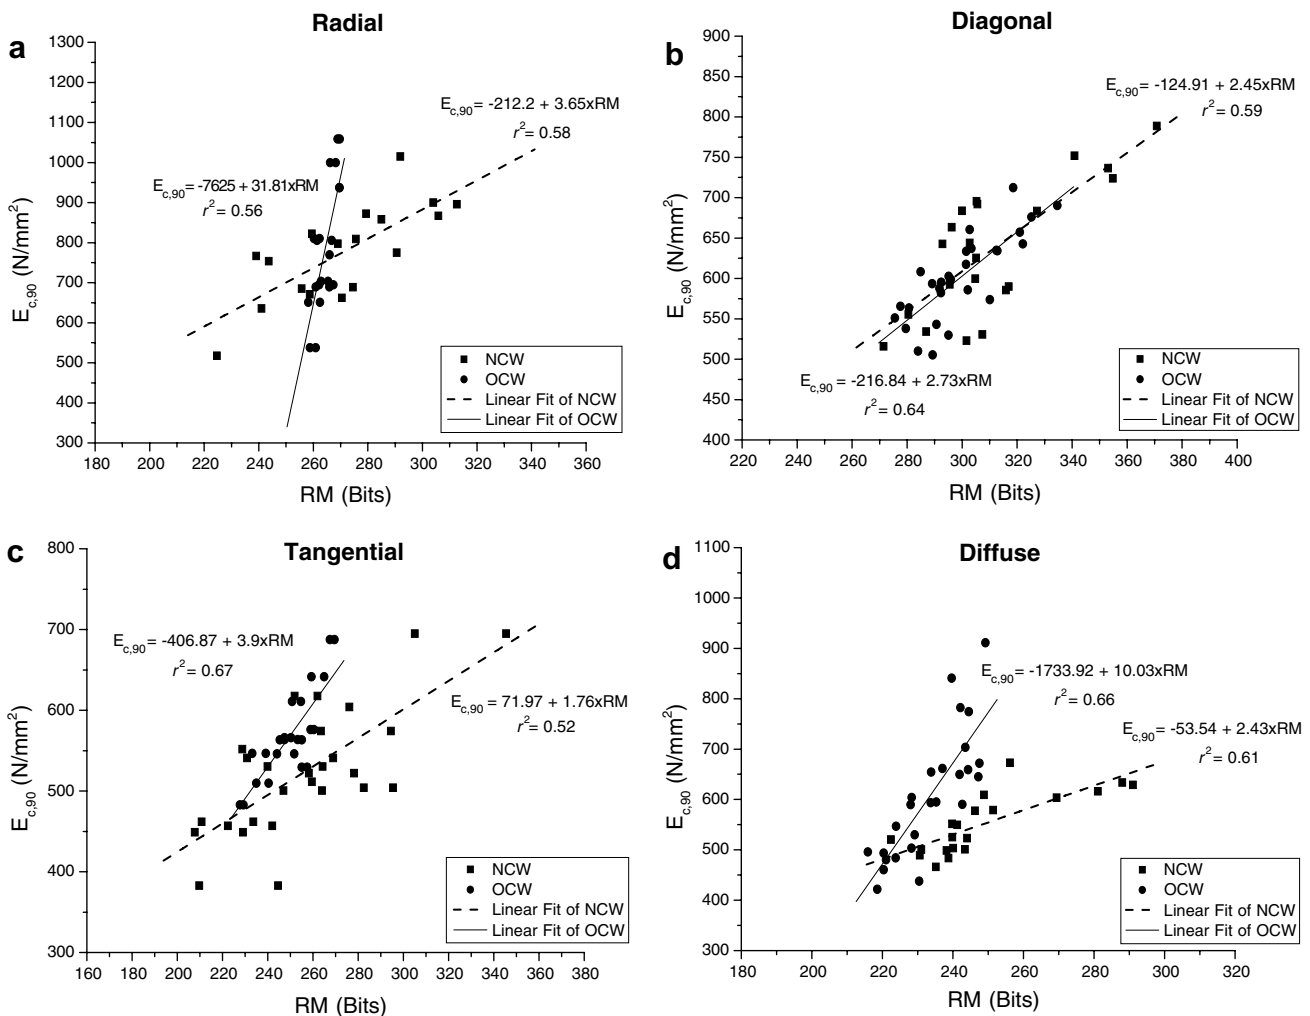 a
Radial
E_c,90 (N/mm²)
1300
1200
1100
1000
900
800
700
600
500
400
300
E_c,90 = -212.2 + 3.65xRM
r² = 0.58
E_c,90 = -7625 + 31.81xRM
r² = 0.56
NCW
OCW
Linear Fit of NCW
Linear Fit of OCW
180 200 220 240 260 280 300 320 340 360
RM (Bits)
b
Diagonal
E_c,90 (N/mm²)
900
850
800
750
700
650
600
550
500
450
400
E_c,90 = -124.91 + 2.45xRM
r² = 0.59
E_c,90 = -216.84 + 2.73xRM
r² = 0.64
NCW
OCW
Linear Fit of NCW
Linear Fit of OCW
220 240 260 280 300 320 340 360 380 400
RM (Bits)
c
Tangential
E_c,90 (N/mm²)
800
700
600
500
400
300
E_c,90 = -406.87 + 3.9xRM
r² = 0.67
E_c,90 = 71.97 + 1.76xRM
r² = 0.52
NCW
OCW
Linear Fit of NCW
Linear Fit of OCW
160 180 200 220 240 260 280 300 320 340 360 380
RM (Bits)
d
Diffuse
E_c,90 (N/mm²)
1100
1000
900
800
700
600
500
400
300
E_c,90 = -1733.92 + 10.03xRM
r² = 0.66
E_c,90 = -53.54 + 2.43xRM
r² = 0.61
NCW
OCW
Linear Fit of NCW
Linear Fit of OCW
180 200 220 240 260 280 300 320
RM (Bits)